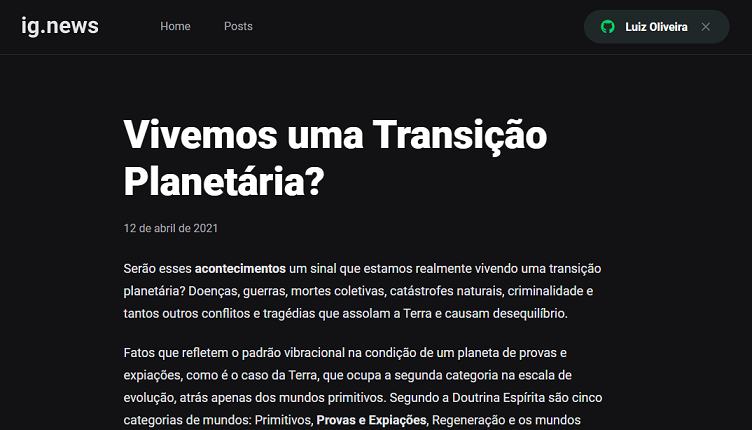 ig.news
Home
Posts
Luiz Oliveira
Vivemos uma Transição
Planetária?
12 de abril de 2021
Serão esses acontecimentos um sinal que estamos realmente vivendo uma transição
planetária? Doenças, guerras, mortes coletivas, catástrofes naturais, criminalidade e
tantos outros conflitos e tragédias que assolam a Terra e causam desequilíbrio.
Fatos que refletem o padrão vibracional na condição de um planeta de provas e
expiações, como é o caso da Terra, que ocupa a segunda categoria na escala de
evolução, atrás apenas dos mundos primitivos. Segundo a Doutrina Espírita são cinco
categorias de mundos: Primitivos, Provas e Expiações, Regeneração e os mundos